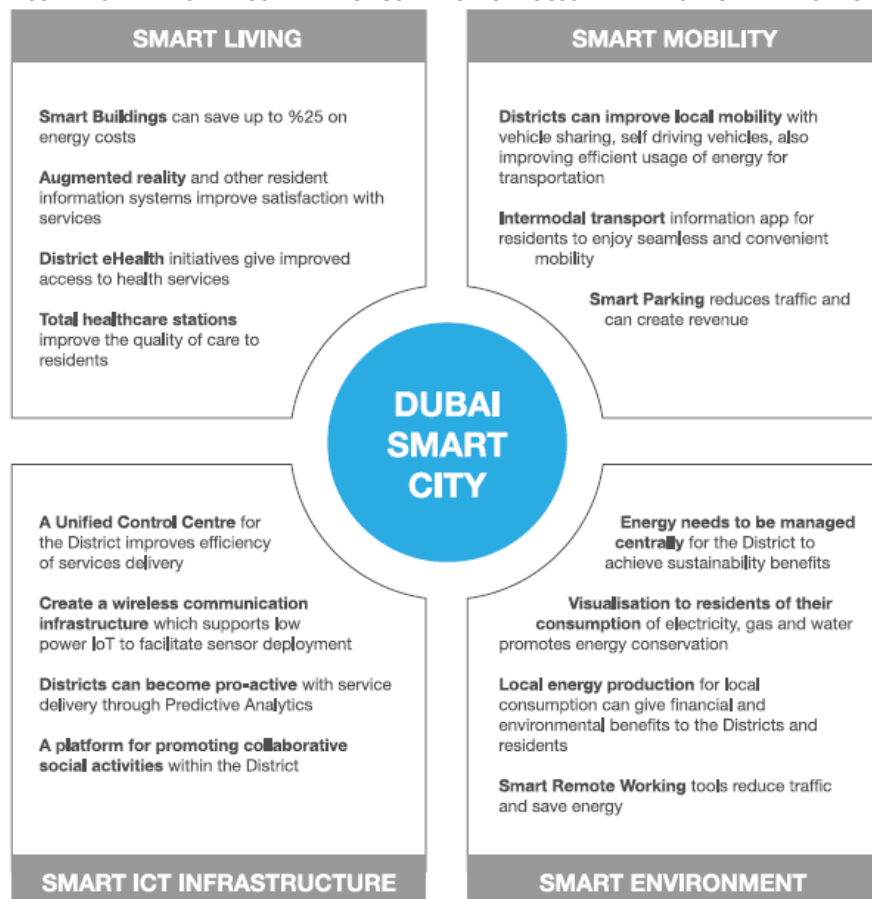 SMART LIVING
Smart Buildings can save up to %25 on
energy costs
Augmented reality and other resident
information systems improve satisfaction with
services
District eHealth initiatives give improved
access to health services
Total healthcare stations
improve the quality of care to
residents
SMART MOBILITY
Districts can improve local mobility with
vehicle sharing, self driving vehicles, also
improving efficient usage of energy for
transportation
Intermodal transport information app for
residents to enjoy seamless and convenient
mobility
Smart Parking reduces traffic and
can create revenue
DUBAI
SMART
CITY
A Unified Control Centre for
the District improves efficiency
of services delivery
Create a wireless communication
infrastructure which supports low
power IoT to facilitate sensor deployment
Districts can become pro-active with service
delivery through Predictive Analytics
A platform for promoting collaborative
social activities within the District
SMART ICT INFRASTRUCTURE
Energy needs to be managed
centrally for the District to
achieve sustainability benefits
Visualisation to residents of their
consumption of electricity, gas and water
promotes energy conservation
Local energy production for local
consumption can give financial and
environmental benefits to the Districts and
residents
Smart Remote Working tools reduce traffic
and save energy
SMART ENVIRONMENT